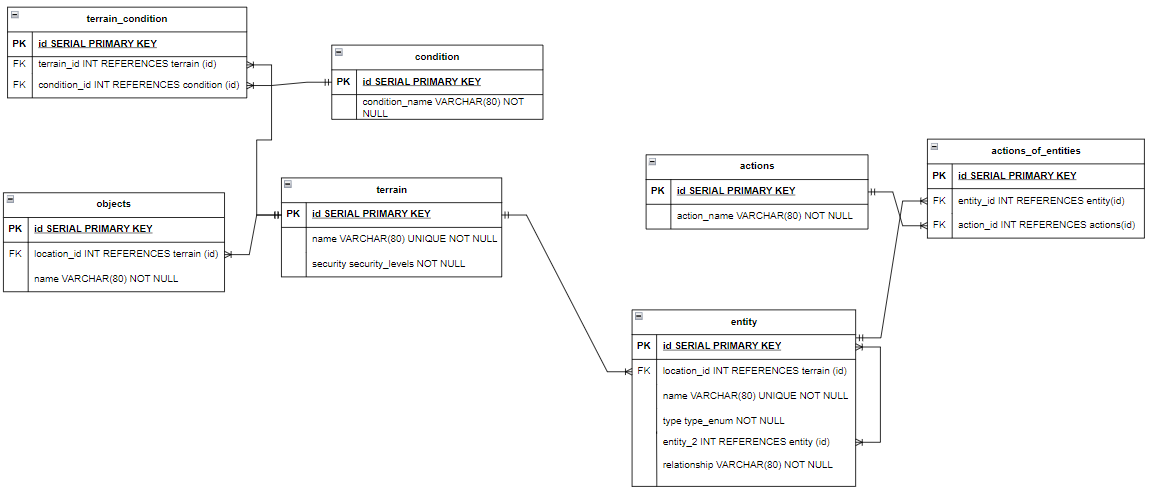 terrain_condition
PK id SERIAL PRIMARY KEY
FK terrain_id INT REFERENCES terrain (id)
FK condition_id INT REFERENCES condition (id)
condition
PK id SERIAL PRIMARY KEY
condition_name VARCHAR(80) NOT
NULL
actions_of_entities
PK id SERIAL PRIMARY KEY
FK entity_id INT REFERENCES entity(id)
FK action_id INT REFERENCES actions(id)
actions
PK id SERIAL PRIMARY KEY
action_name VARCHAR(80) NOT NULL
objects
PK id SERIAL PRIMARY KEY
FK location_id INT REFERENCES terrain (id)
name VARCHAR(80) NOT NULL
terrain
PK id SERIAL PRIMARY KEY
name VARCHAR(80) UNIQUE NOT NULL
security security_levels NOT NULL
entity
PK id SERIAL PRIMARY KEY
FK location_id INT REFERENCES terrain (id)
name VARCHAR(80) UNIQUE NOT NULL
type type_enum NOT NULL
entity_2 INT REFERENCES entity (id)
relationship VARCHAR(80) NOT NULL